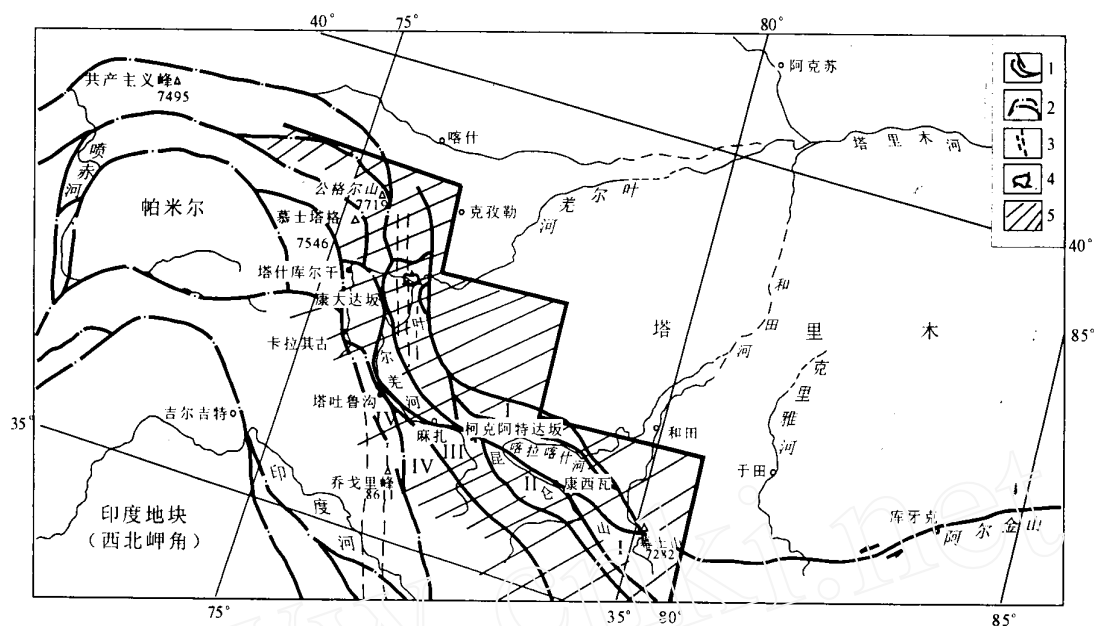 40°
75°
80°
共产主义峰
7495
阿克苏
1
2
3
4
5
喀什
塔里木河
喷赤河
公格尔山
7719
克孜勒
叶尔羌河
慕士塔格
7546
帕米尔
40°
塔什库尔干
康大达坂
和田河
塔里木
85°
卡拉其古
叶尔羌河
克里雅河
塔吐鲁沟
I
35°
吉尔吉特
IV
麻扎
柯克阿特达坂
和田
III
喀拉喀什河
IV
昆仑山
II
康西瓦
于田
乔戈里峰
861
印度河
印度地块
(西北岬角)
库牙克
阿尔金山
7282
75°
35°
80°
85°